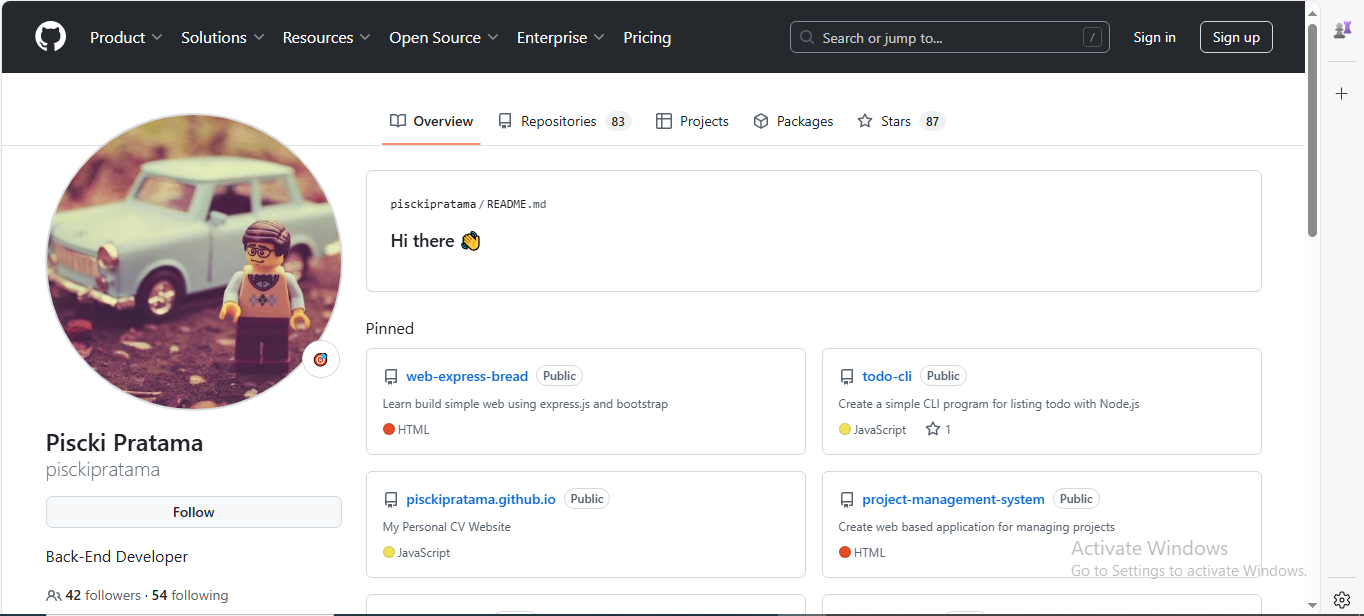 Product Solutions Resources Open Source Enterprise Pricing Search or jump to... / Sign in Sign up
Overview Repositories 83 Projects Packages Stars 87
pisckipratama/README.md
Hi there 👋
Pinned
web-express-bread Public
Learn build simple web using express.js and bootstrap
HTML
todo-cli Public
Create a simple CLI program for listing todo with Node.js
JavaScript 1
pisckipratama.github.io Public
My Personal CV Website
JavaScript
project-management-system Public
Create web based application for managing projects
HTML
Piscki Pratama
pisckipratama
Follow
Back-End Developer
42 followers · 54 following
Activate Windows
Go to Settings to activate Windows.